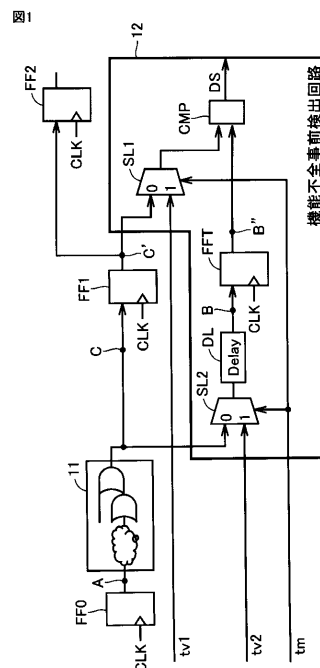 図1
12
FF2
CLK
DS
CMP
SL1
0
1
機能不全事前検出回路
C'
B''
FF1
CLK
FFT
CLK
C
B
DL
Delay
SL2
0
1
11
A
FF0
CLK
tv1
tv2
tm